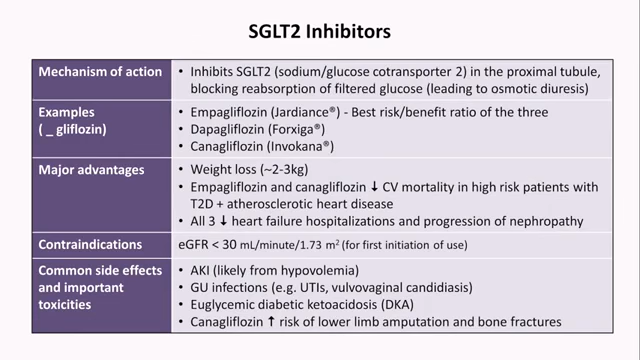 SGLT2 Inhibitors
Mechanism of action
• Inhibits SGLT2 (sodium/glucose cotransporter 2) in the proximal tubule,
blocking reabsorption of filtered glucose (leading to osmotic diuresis)
Examples
( _ gliflozin)
• Empagliflozin (Jardiance®) - Best risk/benefit ratio of the three
• Dapagliflozin (Forxiga®)
• Canagliflozin (Invokana®)
Major advantages
• Weight loss (~2-3kg)
• Empagliflozin and canagliflozin ↓ CV mortality in high risk patients with
T2D + atherosclerotic heart disease
• All 3 ↓ heart failure hospitalizations and progression of nephropathy
Contraindications
eGFR < 30 mL/minute/1.73 m² (for first initiation of use)
Common side effects
and important
toxicities
• AKI (likely from hypovolemia)
• GU infections (e.g. UTIs, vulvovaginal candidiasis)
• Euglycemic diabetic ketoacidosis (DKA)
• Canagliflozin ↑ risk of lower limb amputation and bone fractures